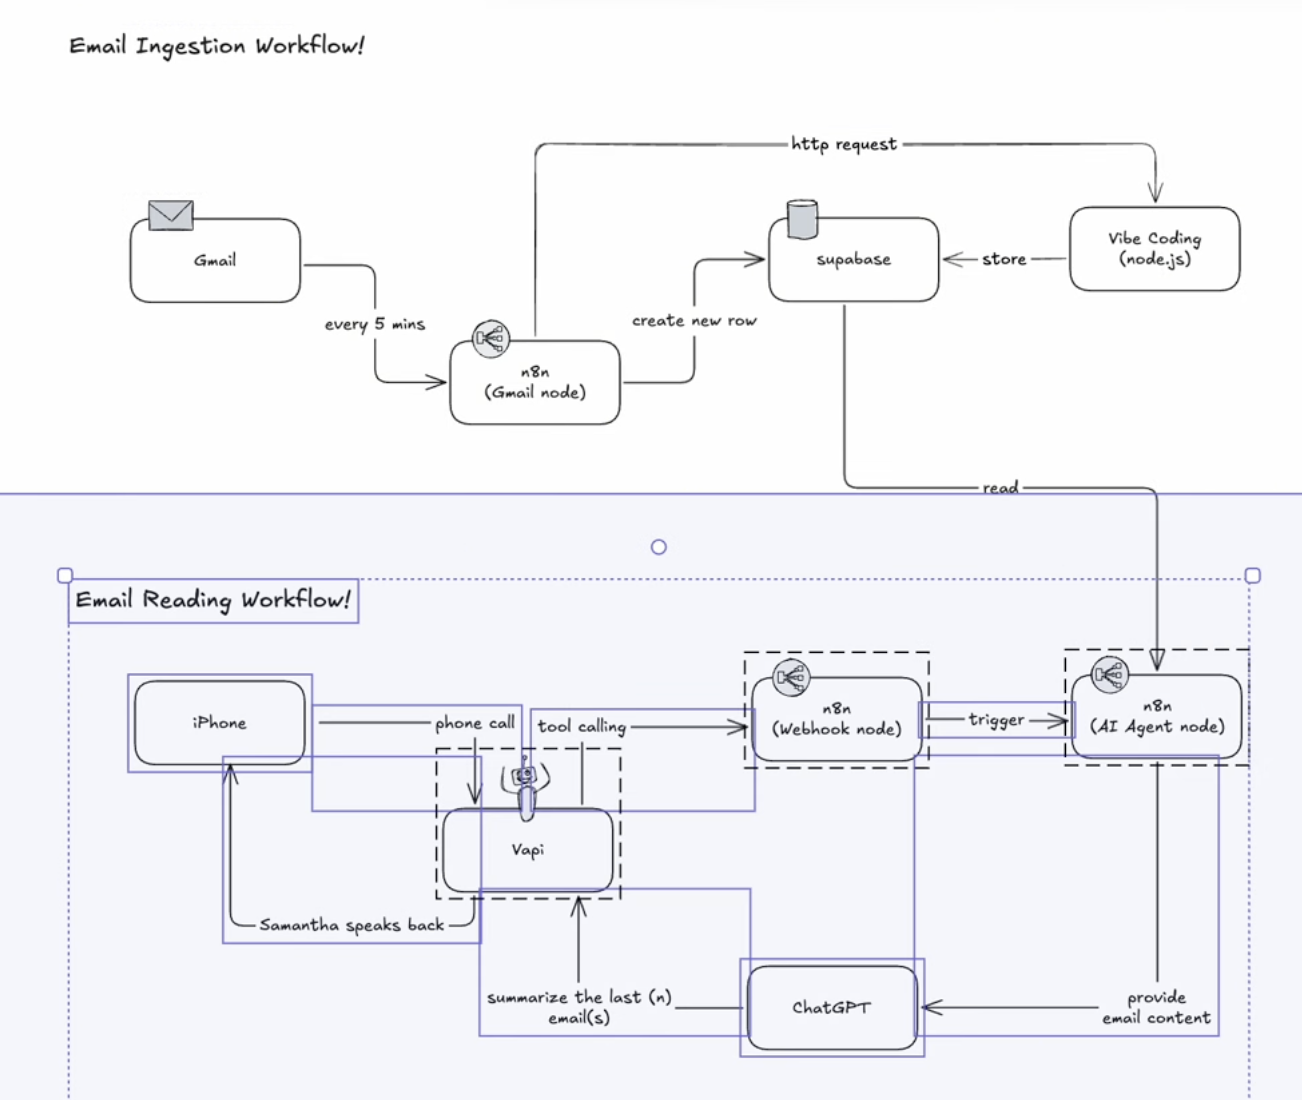 Email Ingestion Workflow!
http request
Gmail
supabase
store
Vibe Coding
(node.js)
every 5 mins
create new row
n8n
(Gmail node)
read
Email Reading Workflow!
iPhone
phone call
tool calling
n8n
(Webhook node)
trigger
n8n
(AI Agent node)
Vapi
Samantha speaks back
summarize the last (n)
email(s)
ChatGPT
provide
email content